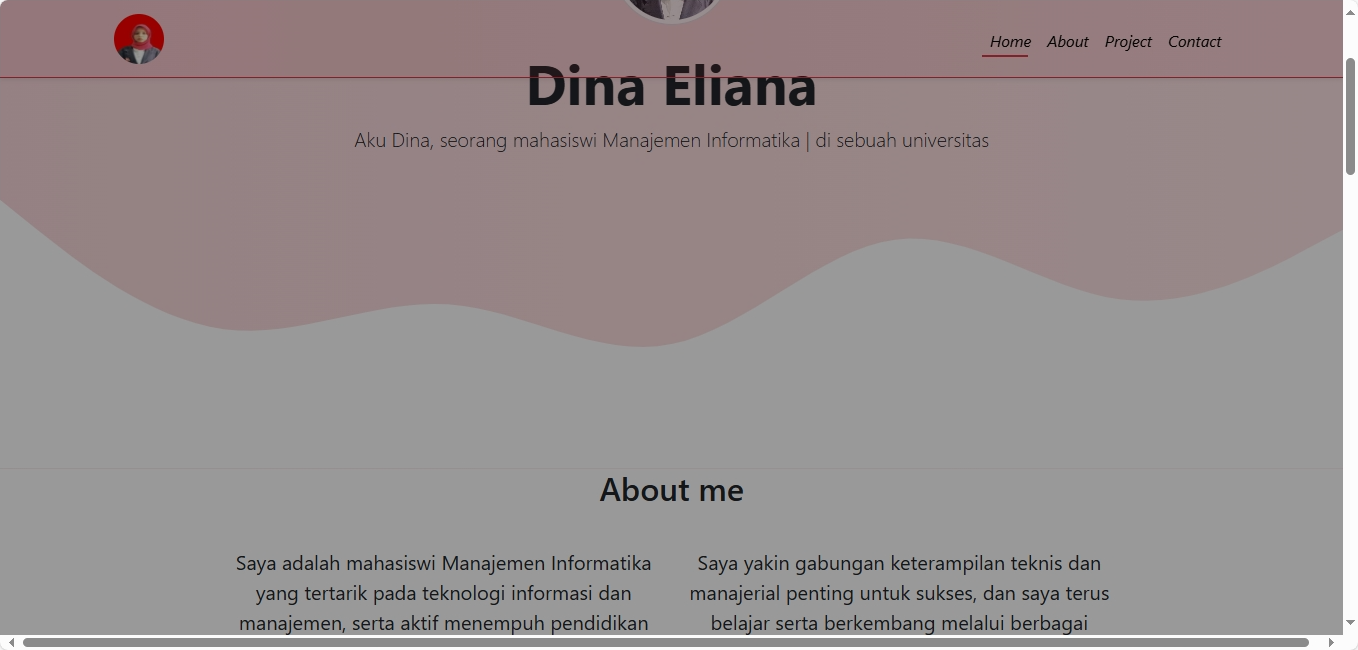 Home About Project Contact
Dina Eliana
Aku Dina, seorang mahasiswi Manajemen Informatika | di sebuah universitas
About me
Saya adalah mahasiswi Manajemen Informatika
yang tertarik pada teknologi informasi dan
manajemen, serta aktif menempuh pendidikan
Saya yakin gabungan keterampilan teknis dan
manajerial penting untuk sukses, dan saya terus
belajar serta berkembang melalui berbagai